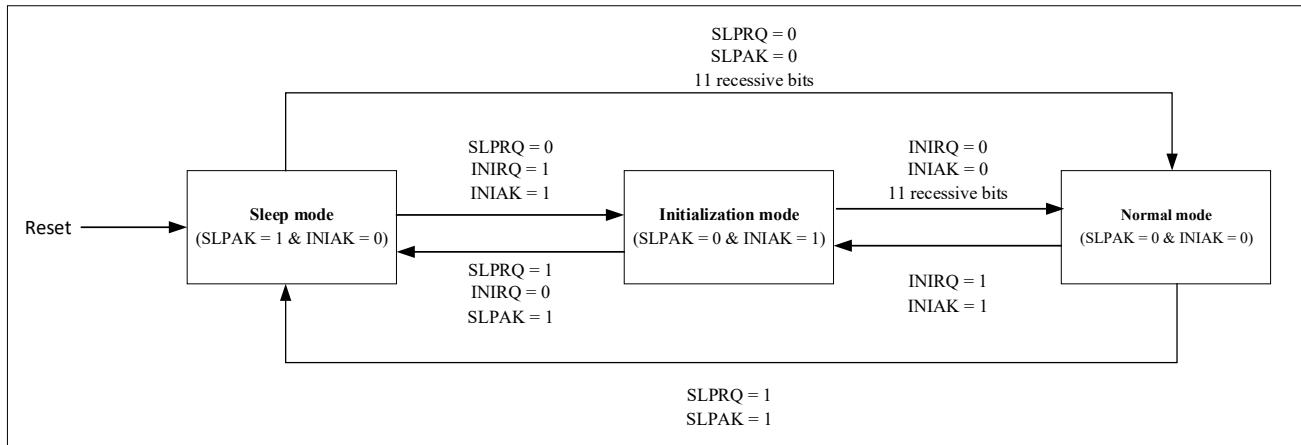 SLPRQ = 0
SLPAK = 0
11 recessive bits
SLPRQ = 0
INIRQ = 1
INIAK = 1
INIRQ = 0
INIAK = 0
11 recessive bits
Reset
Sleep mode
(SLPAK = 1 & INIAK = 0)
Initialization mode
(SLPAK = 0 & INIAK = 1)
Normal mode
(SLPAK = 0 & INIAK = 0)
SLPRQ = 1
INIRQ = 0
SLPAK = 1
INIRQ = 1
INIAK = 1
SLPRQ = 1
SLPAK = 1